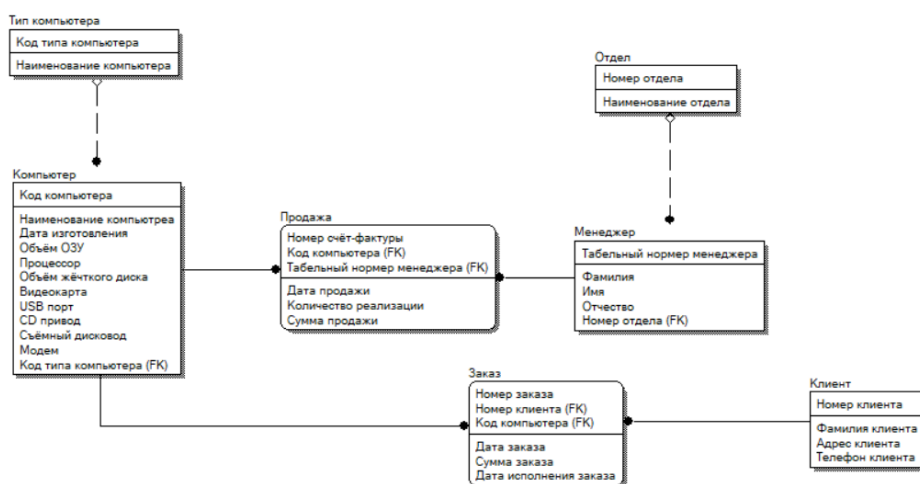 Тип компьютера
Код типа компьютера
Наименование компьютера
Отдел
Номер отдела
Наименование отдела
Компьютер
Код компьютера
Наименование компьютреа
Дата изготовления
Объём ОЗУ
Процессор
Объём жёчткого диска
Видеокарта
USB порт
CD привод
Съёмный дисковод
Модем
Код типа компьютера (FK)
Продажа
Номер счёт-фактуры
Код компьютера (FK)
Табельный нормер менеджера (FK)
Дата продажи
Количество реализации
Сумма продажи
Менеджер
Табельный нормер менеджера
Фамилия
Имя
Отчество
Номер отдела (FK)
Заказ
Номер заказа
Номер клиента (FK)
Код компьютера (FK)
Дата заказа
Сумма заказа
Дата исполнения заказа
Клиент
Номер клиента
Фамилия клиента
Адрес клиента
Телефон клиента